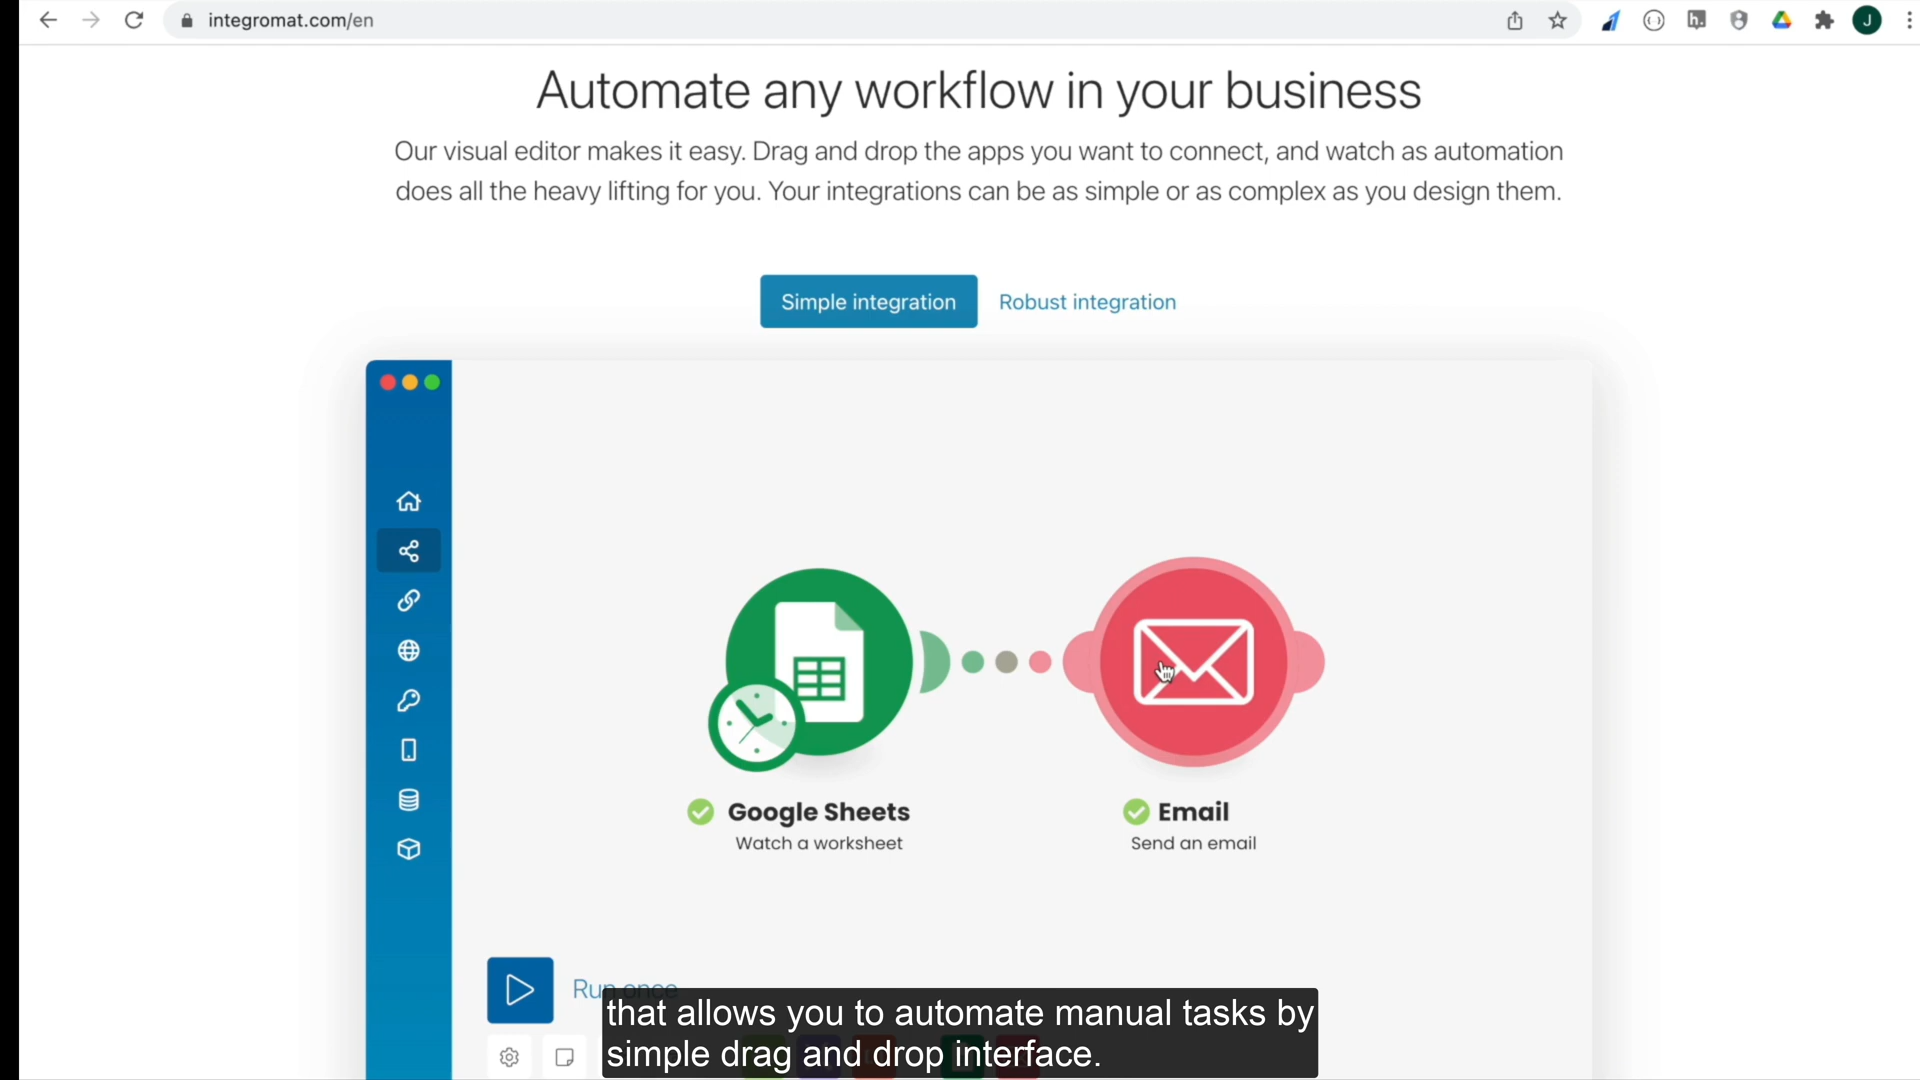 integromat.com/en
J
Automate any workflow in your business
Our visual editor makes it easy. Drag and drop the apps you want to connect, and watch as automation
does all the heavy lifting for you. Your integrations can be as simple or as complex as you design them.
Simple integration
Robust integration
Google Sheets
Watch a worksheet
Email
Send an email
Run once
that allows you to automate manual tasks by
simple drag and drop interface.